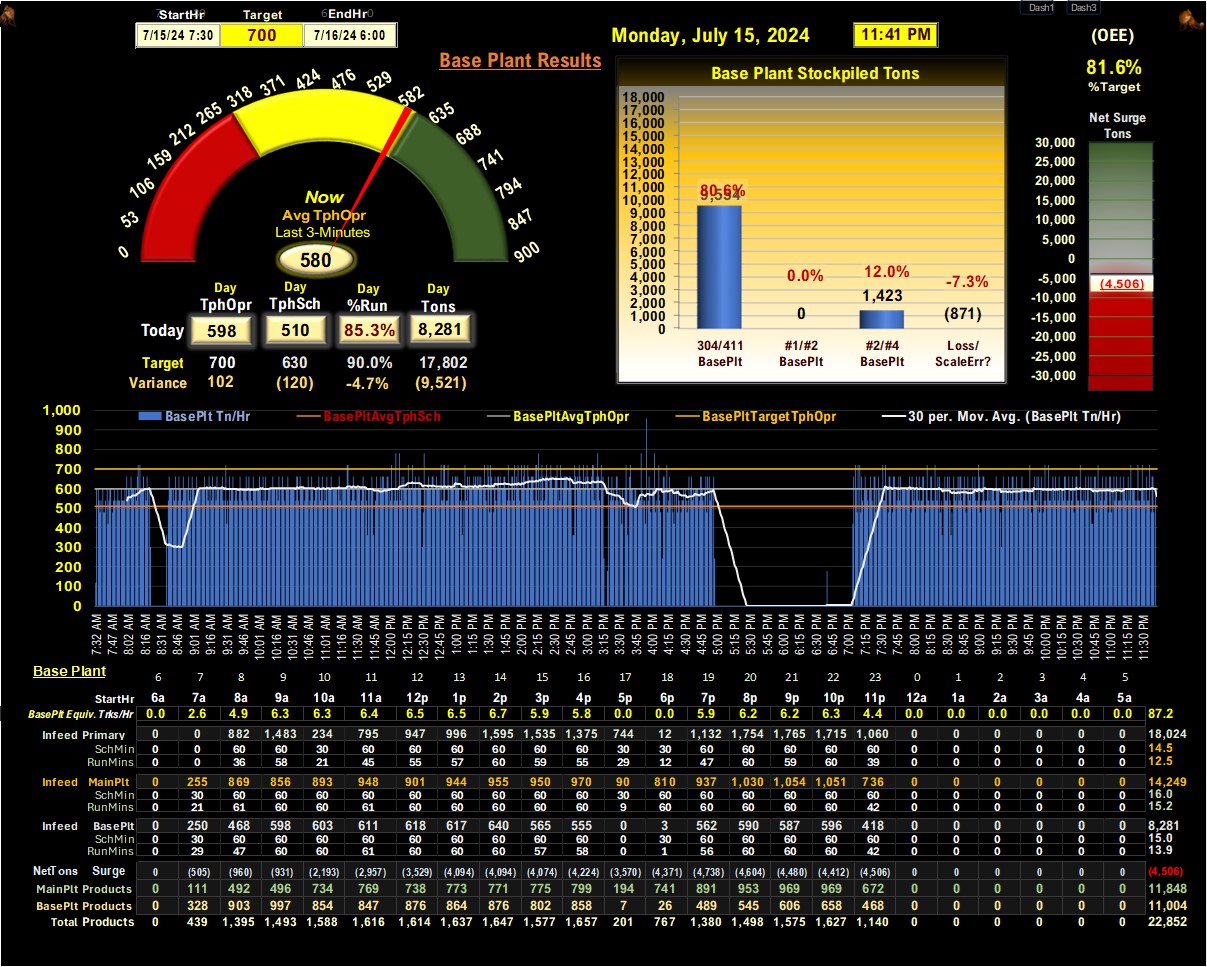 StartHr Target EndHr
7/15/24 7:30 700 7/16/24 6:00
Monday, July 15, 2024 11:41 PM
Dash1 Dash3
(OEE)
81.6%
%Target
Base Plant Results
0 53 106 159 212 265 318 371 424 476 529 582 635 688 741 794 847 900
Now
Avg TphOpr
Last 3-Minutes
580
Day Day Day Day
TphOpr TphSch %Run Tons
Today 598 510 85.3% 8,281
Target 700 630 90.0% 17,802
Variance 102 (120) -4.7% (9,521)
Base Plant Stockpiled Tons
18,000
17,000
16,000
15,000
14,000
13,000
12,000
11,000
10,000
9,000
8,000
7,000
6,000
5,000
4,000
3,000
2,000
1,000
0
80.6% 0.0% 12.0% -7.3%
9,554 0 1,423 (871)
304/411 #1/#2 #2/#4 Loss/
BasePlt BasePlt BasePlt ScaleErr?
Net Surge
Tons
30,000
25,000
20,000
15,000
10,000
5,000
0
-5,000
-10,000
-15,000
-20,000
-25,000
-30,000
(4,506)
BasePlt Tn/Hr BasePltAvgTphSch BasePltAvgTphOpr BasePltTargetTphOpr 30 per. Mov. Avg. (BasePlt Tn/Hr)
1,000
900
800
700
600
500
400
300
200
100
0
7:32 AM 7:47 AM 8:02 AM 8:16 AM 8:46 AM 9:01 AM 9:16 AM 9:31 AM 9:46 AM 10:01 AM 10:16 AM 10:31 AM 10:46 AM 11:01 AM 11:16 AM 11:30 AM 11:45 AM 12:00 PM 12:15 PM 12:30 PM 12:45 PM 1:00 PM 1:15 PM 1:30 PM 1:45 PM 2:00 PM 2:15 PM 2:30 PM 2:45 PM 3:00 PM 3:15 PM 3:30 PM 3:45 PM 4:00 PM 4:15 PM 4:30 PM 4:45 PM 5:00 PM 5:15 PM 5:30 PM 5:45 PM 6:00 PM 6:15 PM 6:30 PM 6:45 PM 7:00 PM 7:15 PM 7:30 PM 7:45 PM 8:00 PM 8:15 PM 8:30 PM 8:45 PM 9:00 PM 9:15 PM 9:30 PM 9:45 PM 10:00 PM 10:15 PM 10:30 PM 10:45 PM 11:00 PM 11:15 PM 11:30 PM
Base Plant 6 7 8 9 10 11 12 13 14 15 16 17 18 19 20 21 22 23 0 1 2 3 4 5
StartHr 6a 7a 8a 9a 10a 11a 12p 1p 2p 3p 4p 5p 6p 7p 8p 9p 10p 11p 12a 1a 2a 3a 4a 5a
BasePlt Equiv. Trks/Hr 0.0 2.6 4.9 6.3 6.3 6.4 6.5 6.5 6.7 5.9 5.8 0.0 0.0 5.9 6.2 6.2 6.3 4.4 0.0 0.0 0.0 0.0 0.0 0.0 87.2
Infeed Primary 0 0 882 1,483 234 795 947 996 1,595 1,535 1,375 744 12 1,132 1,754 1,765 1,715 1,060 0 0 0 0 0 0 18,024
SchMin 0 0 60 60 30 60 60 60 60 60 60 30 30 60 60 60 60 60 0 0 0 0 0 0 14.5
RunMins 0 0 36 58 21 45 55 57 60 59 55 29 12 47 60 59 60 39 0 0 0 0 0 0 12.5
Infeed MainPlt 0 255 869 856 893 948 901 944 955 950 970 90 810 937 1,030 1,054 1,051 736 0 0 0 0 0 0 14,249
SchMin 0 30 60 60 60 60 60 60 60 60 60 60 60 60 60 60 60 60 0 0 0 0 0 0 16.0
RunMins 0 21 61 60 60 61 60 60 60 60 60 9 60 60 60 60 60 42 0 0 0 0 0 0 15.2
Infeed BasePlt 0 250 468 598 603 611 618 617 640 565 555 0 3 562 590 587 596 418 0 0 0 0 0 0 8,281
SchMin 0 30 60 60 60 60 60 60 60 60 60 0 30 60 60 60 60 60 0 0 0 0 0 0 15.0
RunMins 0 29 47 60 60 61 60 60 60 57 58 0 1 56 60 60 60 42 0 0 0 0 0 0 13.9
NetTons Surge 0 (505) (960) (931) (2,193) (2,957) (3,529) (4,094) (4,094) (4,074) (4,224) (3,570) (4,371) (4,738) (4,604) (4,480) (4,412) (4,506) 0 0 0 0 0 0 (4,506)
MainPlt Products 0 111 492 496 734 769 738 773 771 775 799 194 741 891 953 969 969 672 0 0 0 0 0 0 11,848
BasePlt Products 0 328 903 997 854 847 876 864 876 802 858 7 26 489 545 606 658 468 0 0 0 0 0 0 11,004
Total Products 0 439 1,395 1,493 1,588 1,616 1,614 1,637 1,647 1,577 1,657 201 767 1,380 1,498 1,575 1,627 1,140 0 0 0 0 0 0 22,852